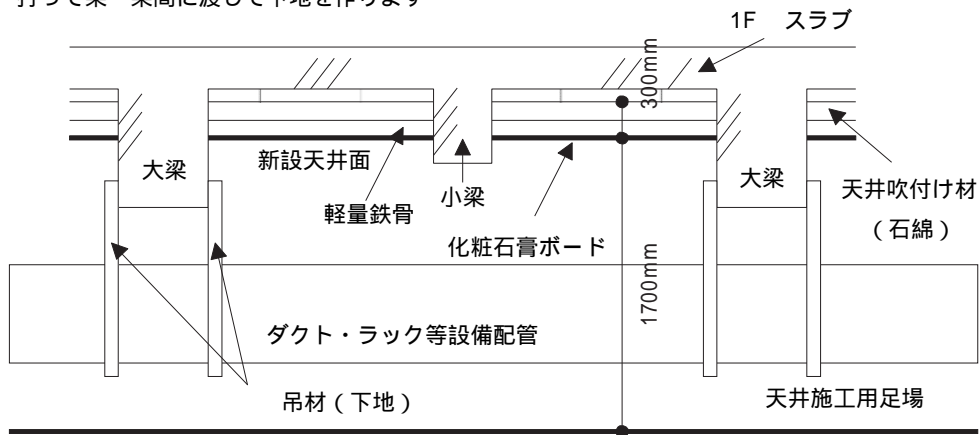 打って梁－梁間に渡して下地を作ります
1F スラブ
300mm
大梁
新設天井面
小梁
大梁
天井吹付け材
（石綿）
軽量鉄骨
化粧石膏ボード
1700mm
ダクト・ラック等設備配管
吊材（下地）
天井施工用足場